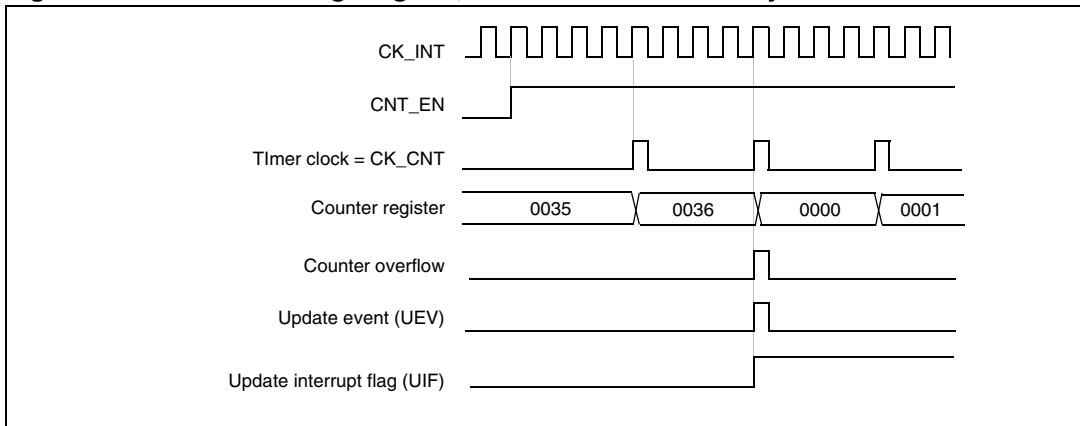 CK_INT
CNT_EN
TImer clock = CK_CNT
Counter register 0035 0036 0000 0001
Counter overflow
Update event (UEV)
Update interrupt flag (UIF)